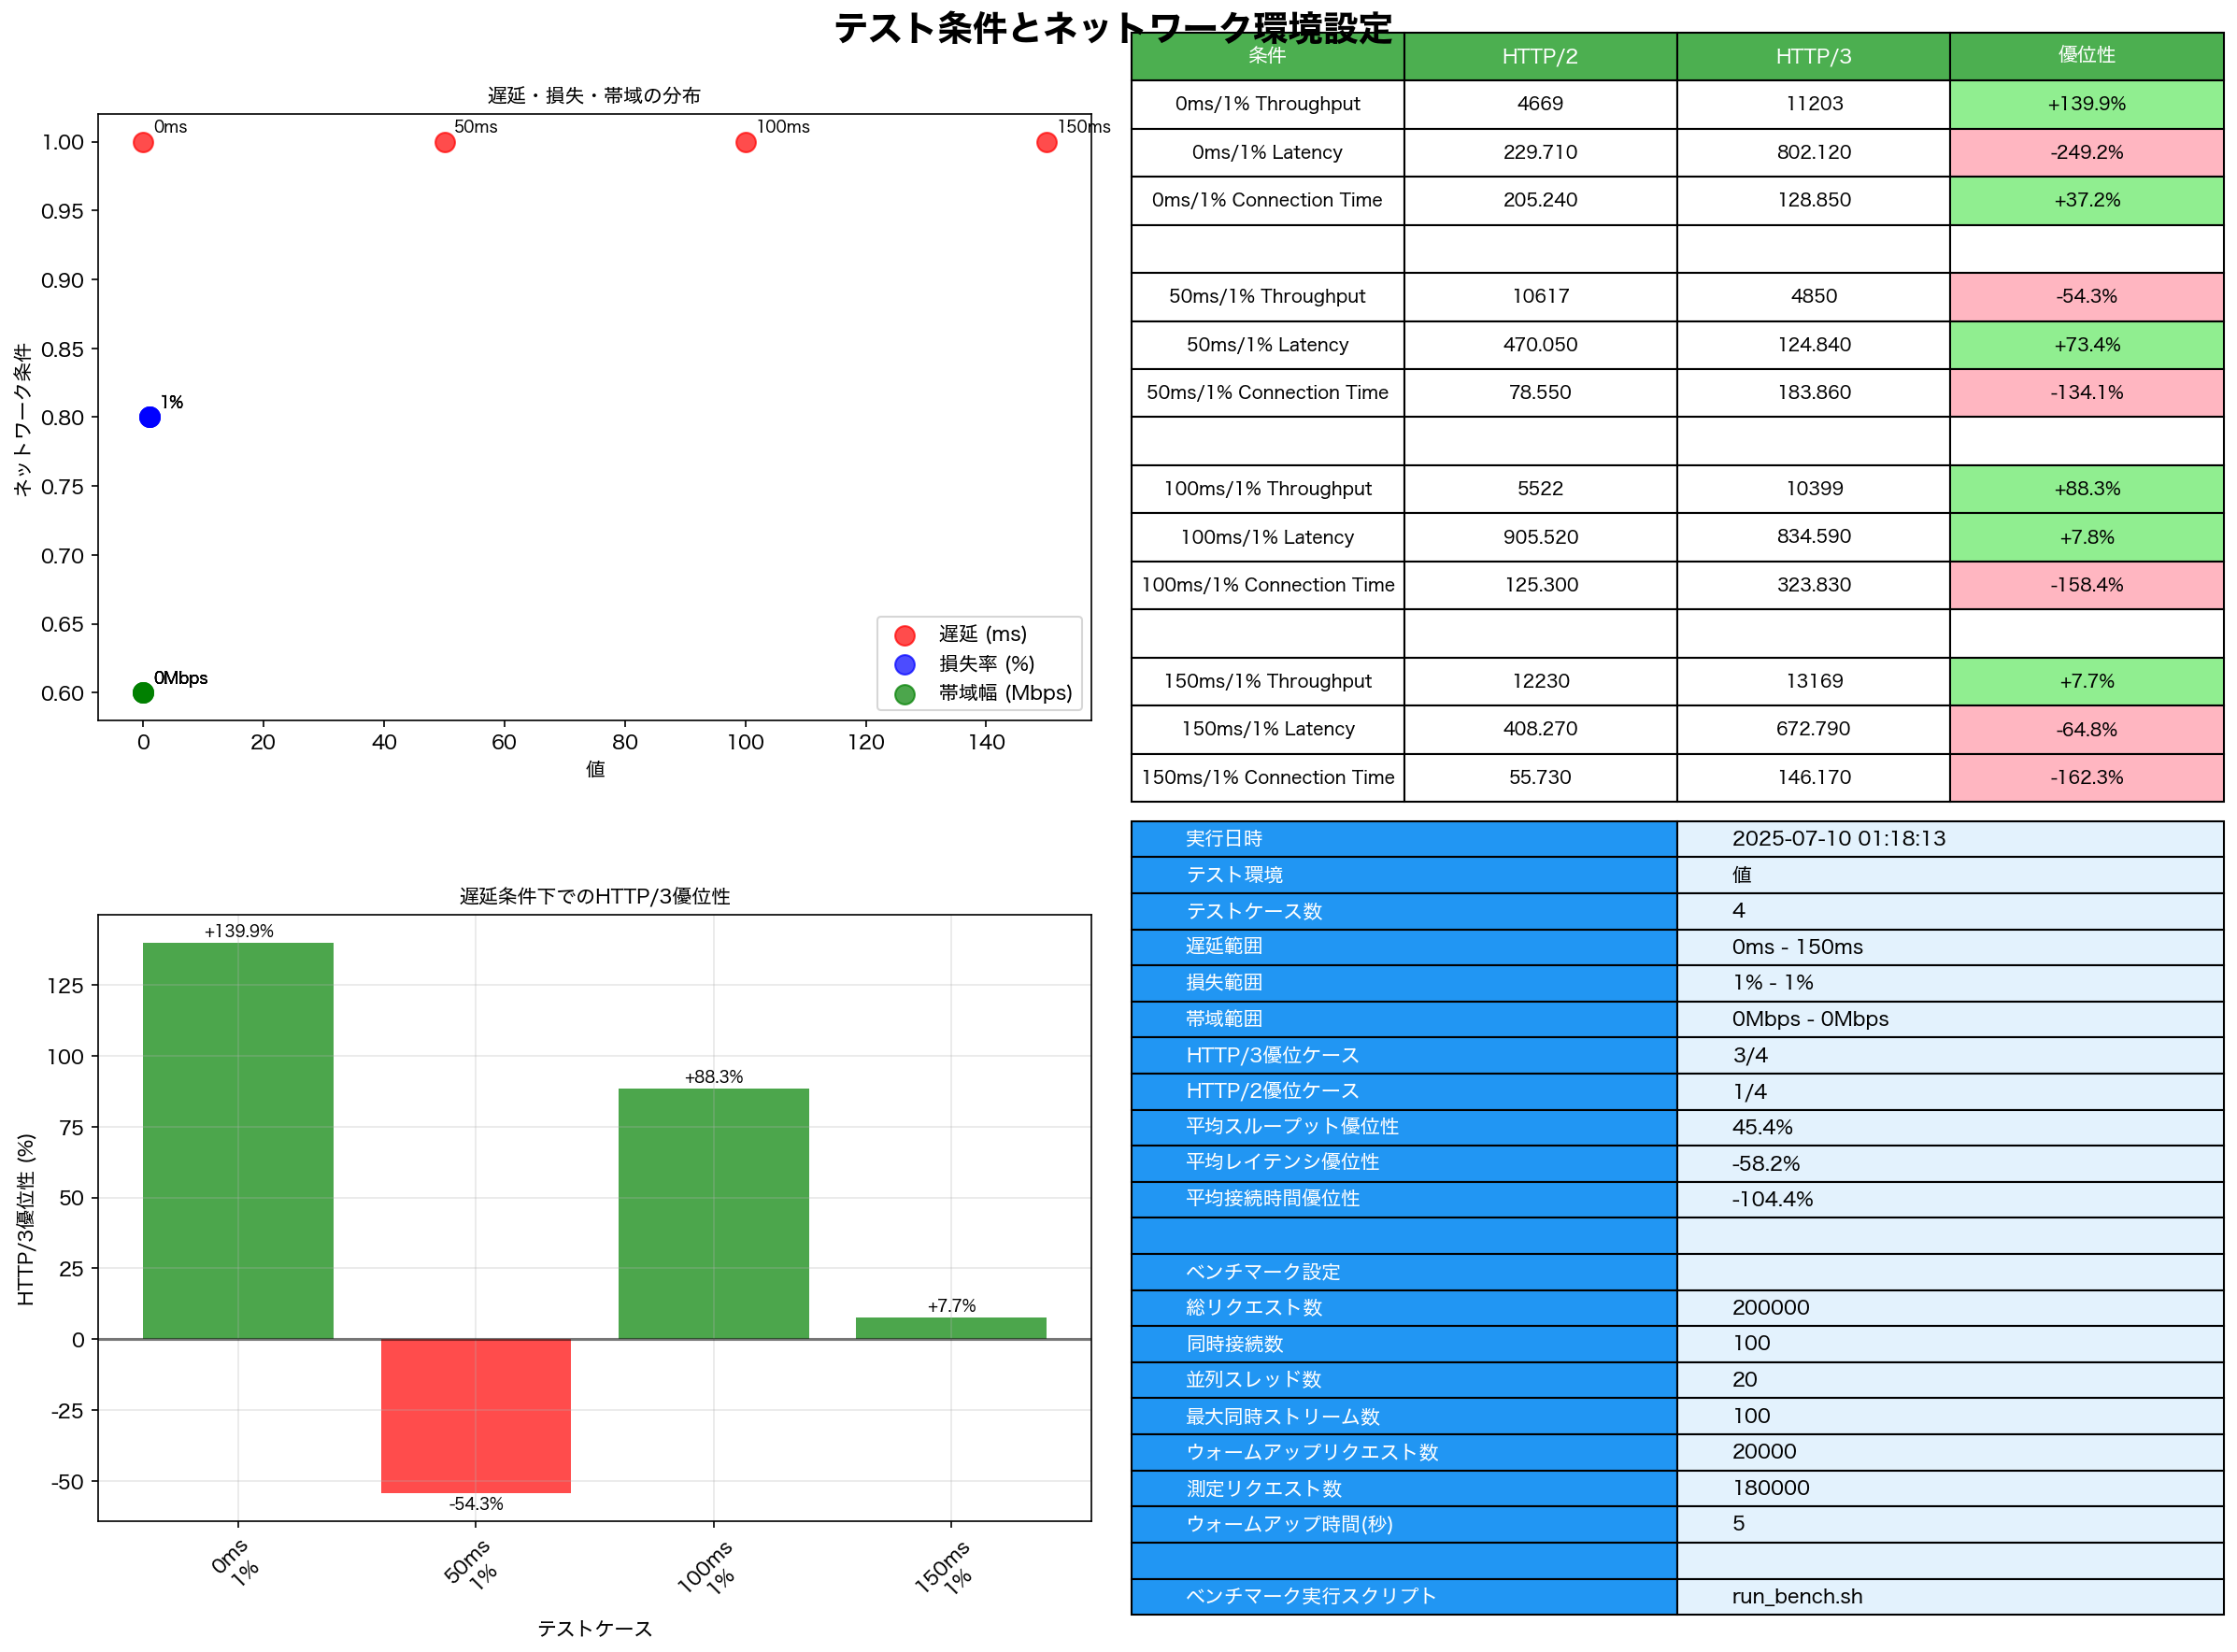 テスト条件とネットワーク環境設定
遅延・損失・帯域の分布
1.00
0.95
0.90
0.85
0.80
0.75
0.70
0.65
0.60
ネットワーク条件
0ms
50ms
100ms
150ms
1%
0Mbps
遅延 (ms)
損失率 (%)
帯域幅 (Mbps)
0 20 40 60 80 100 120 140
値
条件 HTTP/2 HTTP/3 優位性
0ms/1% Throughput 4669 11203 +139.9%
0ms/1% Latency 229.710 802.120 -249.2%
0ms/1% Connection Time 205.240 128.850 +37.2%
50ms/1% Throughput 10617 4850 -54.3%
50ms/1% Latency 470.050 124.840 +73.4%
50ms/1% Connection Time 78.550 183.860 -134.1%
100ms/1% Throughput 5522 10399 +88.3%
100ms/1% Latency 905.520 834.590 +7.8%
100ms/1% Connection Time 125.300 323.830 -158.4%
150ms/1% Throughput 12230 13169 +7.7%
150ms/1% Latency 408.270 672.790 -64.8%
150ms/1% Connection Time 55.730 146.170 -162.3%
遅延条件下でのHTTP/3優位性
125
100
75
50
25
0
-25
-50
HTTP/3優位性 (%)
+139.9%
-54.3%
+88.3%
+7.7%
0ms
1%
50ms
1%
100ms
1%
150ms
1%
テストケース
実行日時 2025-07-10 01:18:13
テスト環境 値
テストケース数 4
遅延範囲 0ms - 150ms
損失範囲 1% - 1%
帯域範囲 0Mbps - 0Mbps
HTTP/3優位ケース 3/4
HTTP/2優位ケース 1/4
平均スループット優位性 45.4%
平均レイテンシ優位性 -58.2%
平均接続時間優位性 -104.4%
ベンチマーク設定
総リクエスト数 200000
同時接続数 100
並列スレッド数 20
最大同時ストリーム数 100
ウォームアップリクエスト数 20000
測定リクエスト数 180000
ウォームアップ時間(秒) 5
ベンチマーク実行スクリプト run_bench.sh